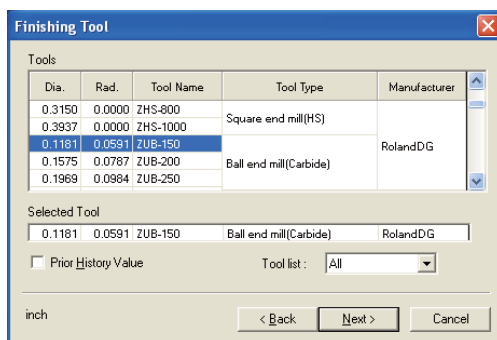 Finishing Tool
Tools
Dia. Rad. Tool Name Tool Type Manufacturer
0.3150 0.0000 ZHS-800
Square end mill(HS)
0.3937 0.0000 ZHS-1000
0.1181 0.0591 ZUB-150
RolandDG
0.1575 0.0787 ZUB-200
Ball end mill(Carbide)
0.1969 0.0984 ZUB-250
Selected Tool
0.1181 0.0591 ZUB-150 Ball end mill(Carbide) RolandDG
Prior History Value Tool list : All
inch < Back Next > Cancel